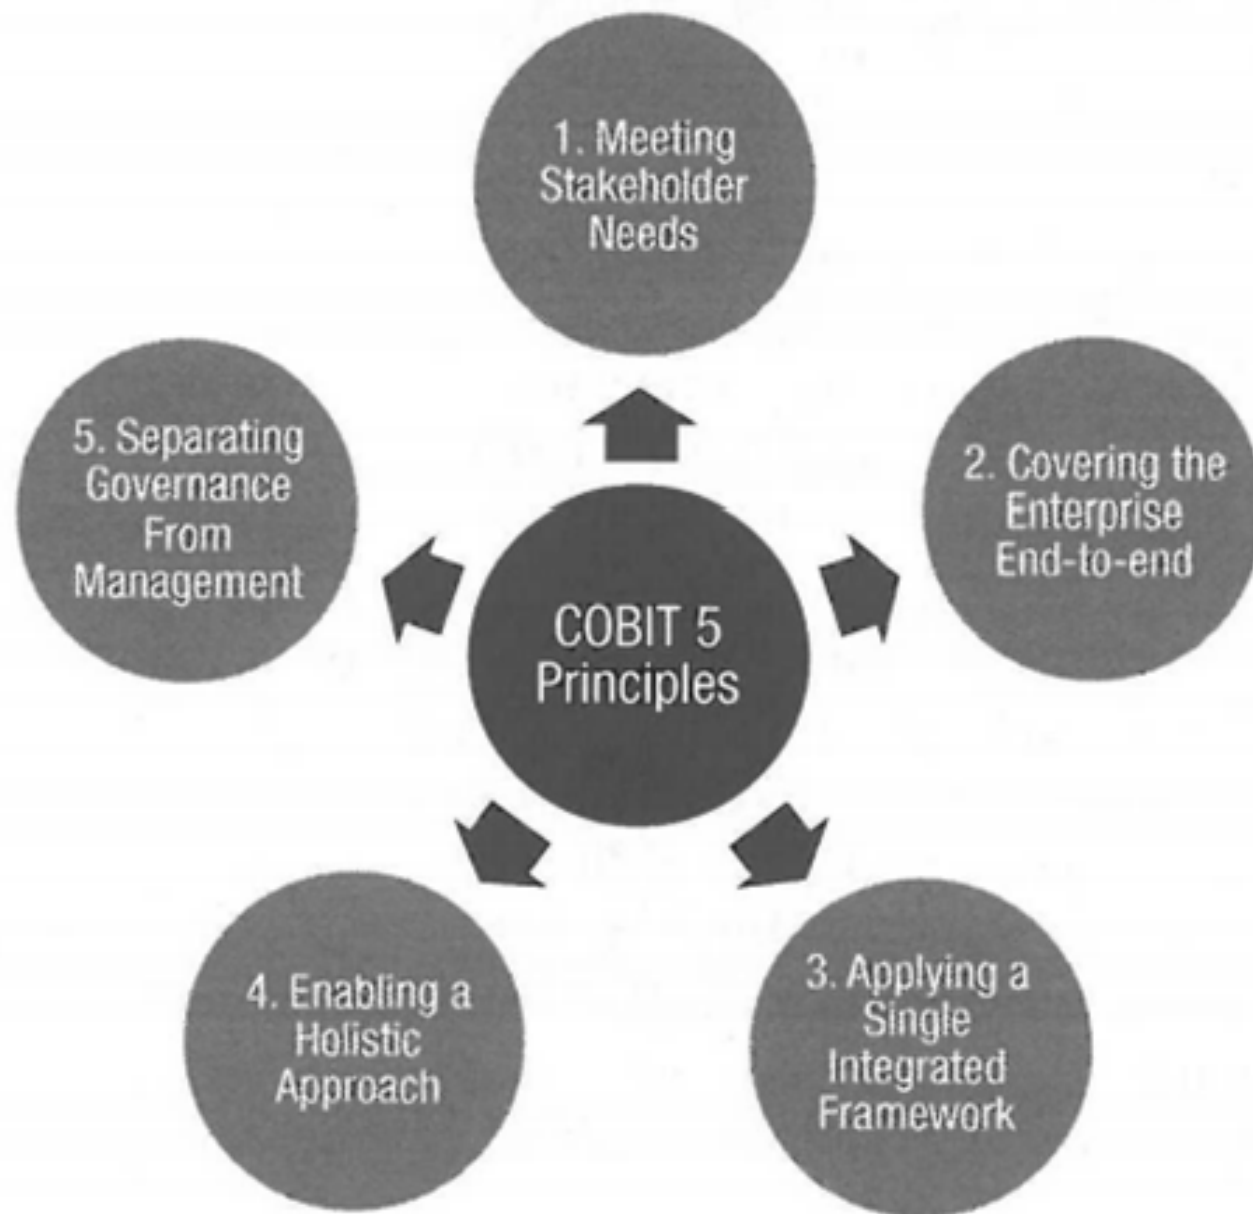 1. Meeting
Stakeholder
Needs
2. Covering the
Enterprise
End-to-end
3. Applying a
Single
Integrated
Framework
4. Enabling a
Holistic
Approach
5. Separating
Governance
From
Management
COBIT 5
Principles